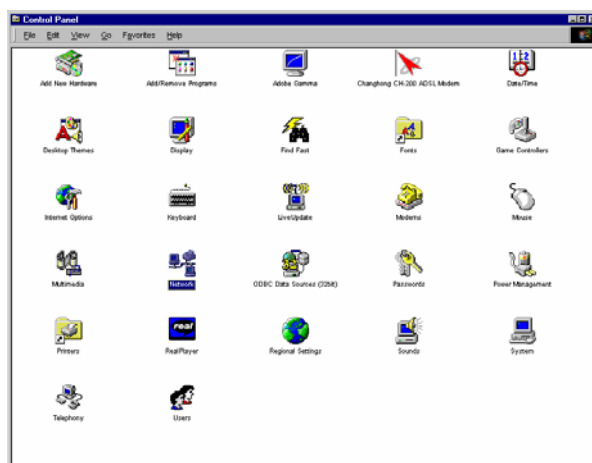 Control Panel
File Edit View Go Favorites Help
Add New Hardware Add/Remove Programs Adobe Gamma Changhong CH-200 ADSL Modem Date/Time
Desktop Themes Display Find Fast Fonts Game Controllers
Internet Options Keyboard LiveUpdate Modems Mouse
Multimedia Network ODBC Data Sources (32bit) Passwords Power Management
Printers real RealPlayer Regional Settings Sounds System
Telephony Users